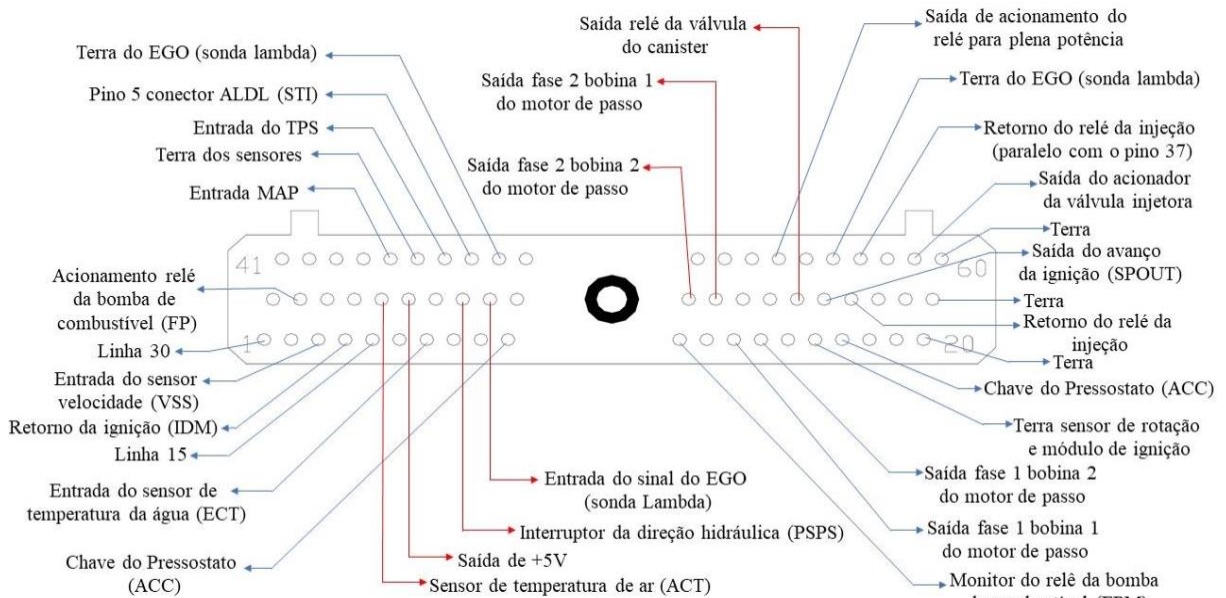 Terra do EGO (sonda lambda)
Pino 5 conector ALDL (STI)
Entrada do TPS
Terra dos sensores
Entrada MAP
Saída relé da válvula
do canister
Saída fase 2 bobina 1
do motor de passo
Saída fase 2 bobina 2
do motor de passo
Saída de acionamento do
relé para plena potência
Terra do EGO (sonda lambda)
Retorno do relé da injeção
(paralelo com o pino 37)
Saída do acionador
da válvula injetora
Terra
Saída do avanço
da ignição (SPOUT)
Terra
Retorno do relé da
injeção
Terra
41
60
1
20
Acionamento relé
da bomba de
combustível (FP)
Linha 30
Entrada do sensor
velocidade (VSS)
Retorno da ignição (IDM)
Linha 15
Entrada do sensor de
temperatura da água (ECT)
Chave do Pressostato
(ACC)
Entrada do sinal do EGO
(sonda Lambda)
Interruptor da direção hidráulica (PSPS)
Saída de +5V
Sensor de temperatura de ar (ACT)
Chave do Pressostato (ACC)
Terra sensor de rotação
e módulo de ignição
Saída fase 1 bobina 2
do motor de passo
Saída fase 1 bobina 1
do motor de passo
Monitor do relê da bomba